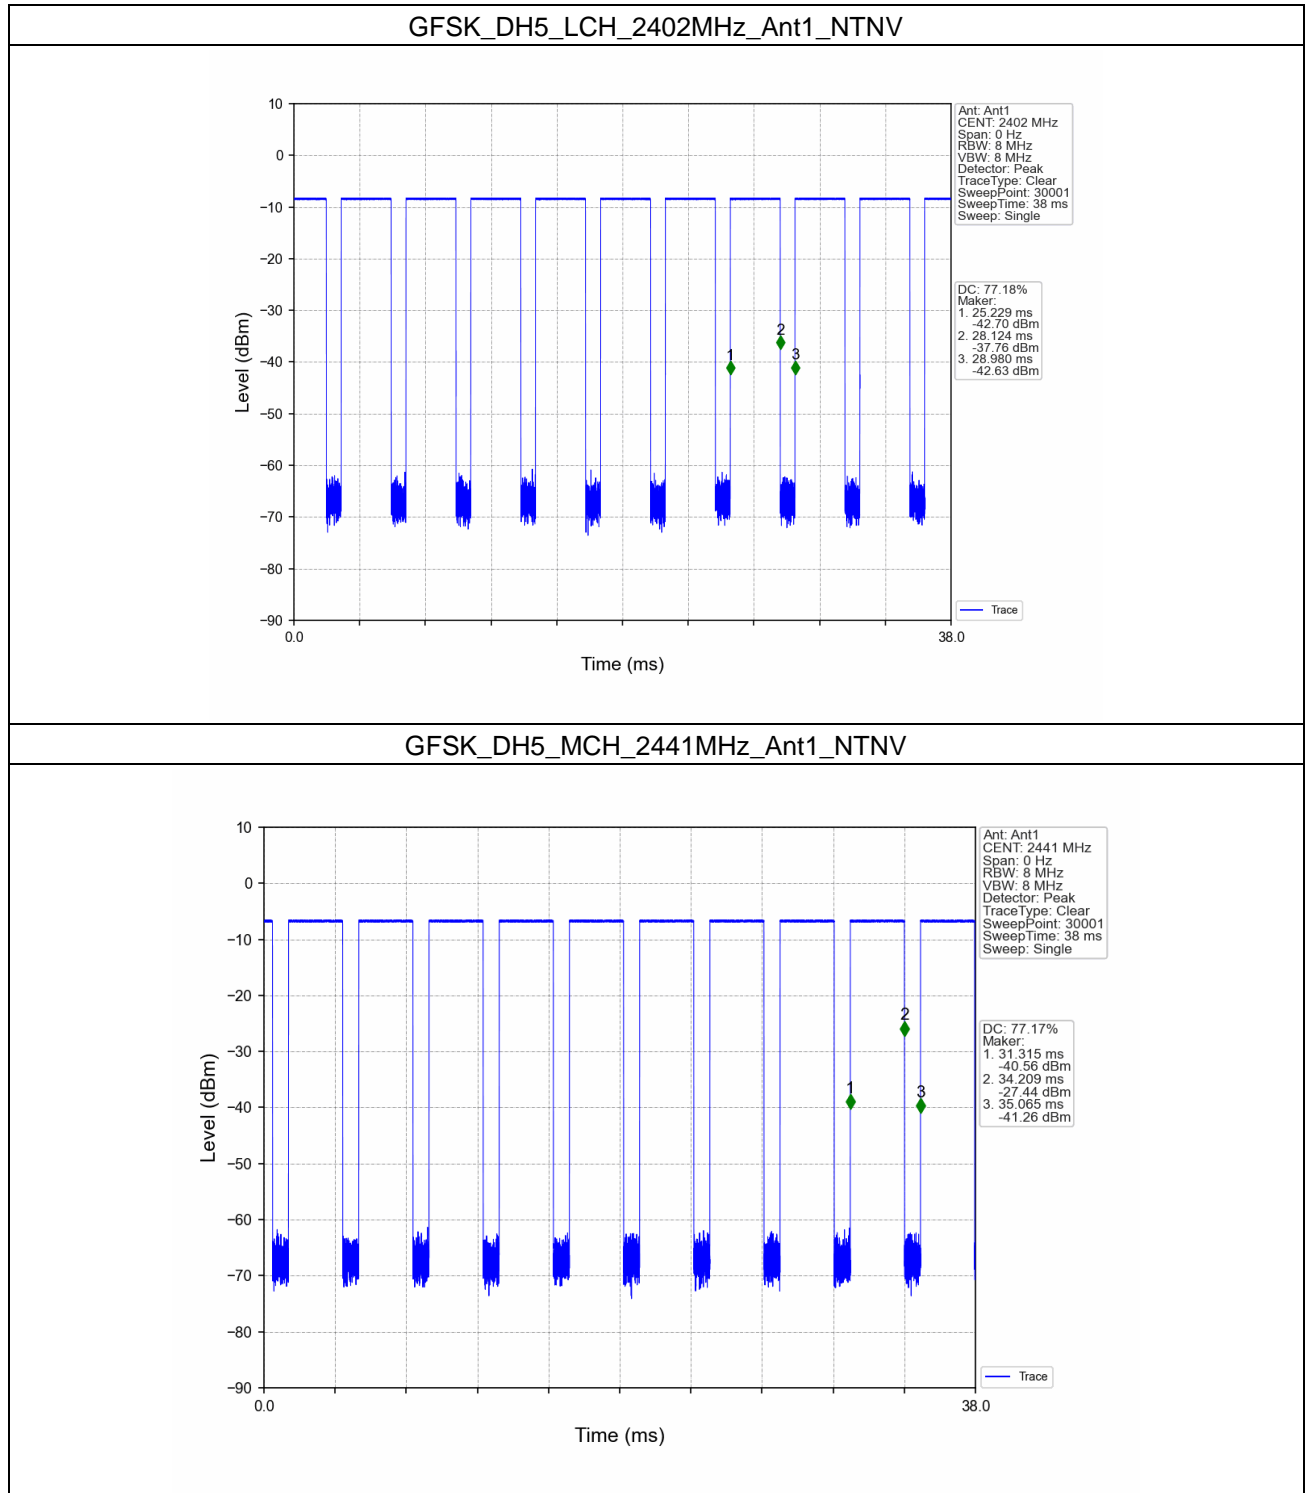 GFSK_DH5_LCH_2402MHz_Ant1_NTNV
10
0
−10
−20
−30
−40
−50
−60
−70
−80
−90
Level (dBm)
0.0
38.0
Time (ms)
1
2
3
Ant: Ant1
CENT: 2402 MHz
Span: 0 Hz
RBW: 8 MHz
VBW: 8 MHz
Detector: Peak
TraceType: Clear
SweepPoint: 30001
SweepTime: 38 ms
Sweep: Single
DC: 77.18%
Maker:
1. 25.229 ms
-42.70 dBm
2. 28.124 ms
-37.76 dBm
3. 28.980 ms
-42.63 dBm
Trace
GFSK_DH5_MCH_2441MHz_Ant1_NTNV
10
0
−10
−20
−30
−40
−50
−60
−70
−80
−90
Level (dBm)
0.0
38.0
Time (ms)
1
2
3
Ant: Ant1
CENT: 2441 MHz
Span: 0 Hz
RBW: 8 MHz
VBW: 8 MHz
Detector: Peak
TraceType: Clear
SweepPoint: 30001
SweepTime: 38 ms
Sweep: Single
DC: 77.17%
Maker:
1. 31.315 ms
-40.56 dBm
2. 34.209 ms
-27.44 dBm
3. 35.065 ms
-41.26 dBm
Trace